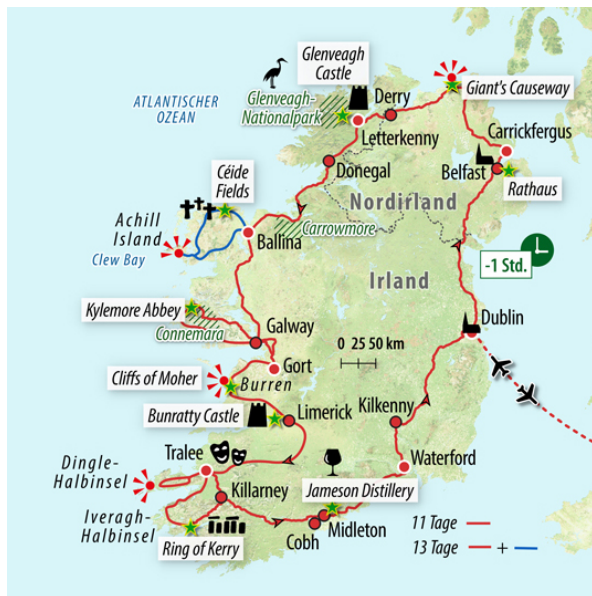 Glenveagh
Castle
ATLANTISCHER
OZEAN
Glenveagh-
Nationalpark
Derry
Giant's Causeway
Letterkenny
Carrickfergus
Donegal
Belfast
Rathaus
Céide
Fields
Nordirland
Achill
Island
Carrowmore
Ballina
Clew Bay
-1 Std.
Irland
Kylemore Abbey
Dublin
Connemara
Galway
0 25 50 km
Gort
Cliffs of Moher
Burren
Bunratty Castle
Limerick
Kilkenny
Tralee
Waterford
Dingle-
Halbinsel
Killarney
Jameson Distillery
Iveragh-
Halbinsel
Ring of Kerry
Midleton
Cobh
11 Tage
13 Tage +